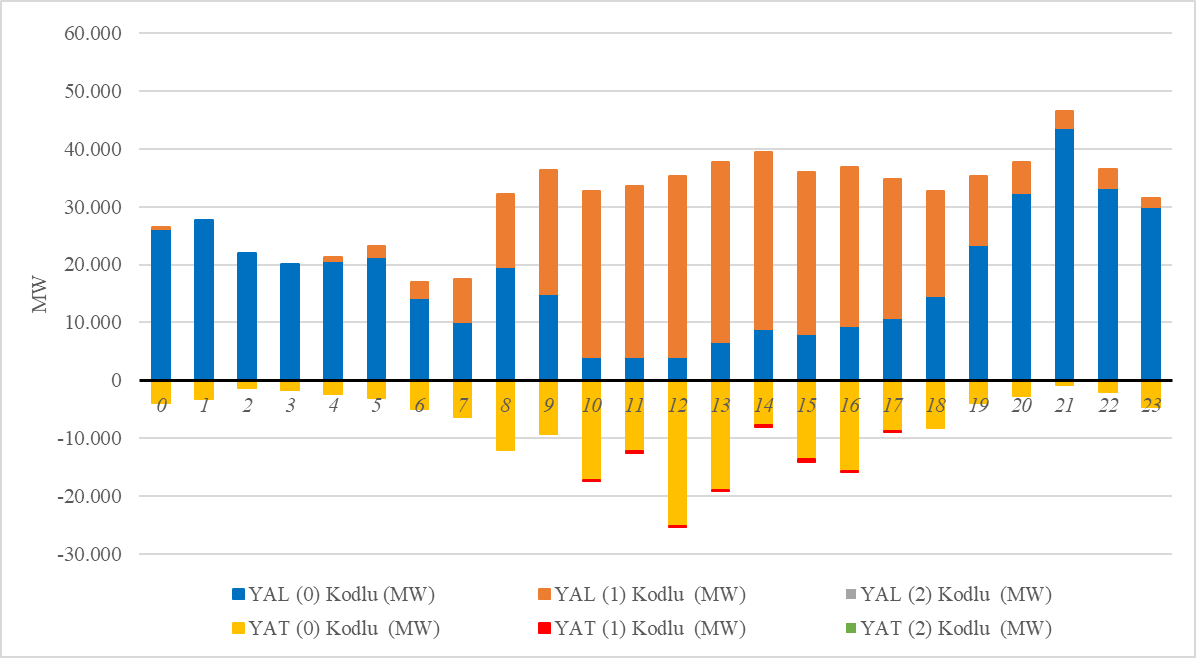 60.000
50.000
40.000
30.000
20.000
10.000
0
-10.000
-20.000
-30.000
MW
0 1 2 3 4 5 6 7 8 9 10 11 12 13 14 15 16 17 18 19 20 21 22 23
YAL (0) Kodlu (MW) YAL (1) Kodlu (MW) YAL (2) Kodlu (MW)
YAT (0) Kodlu (MW) YAT (1) Kodlu (MW) YAT (2) Kodlu (MW)